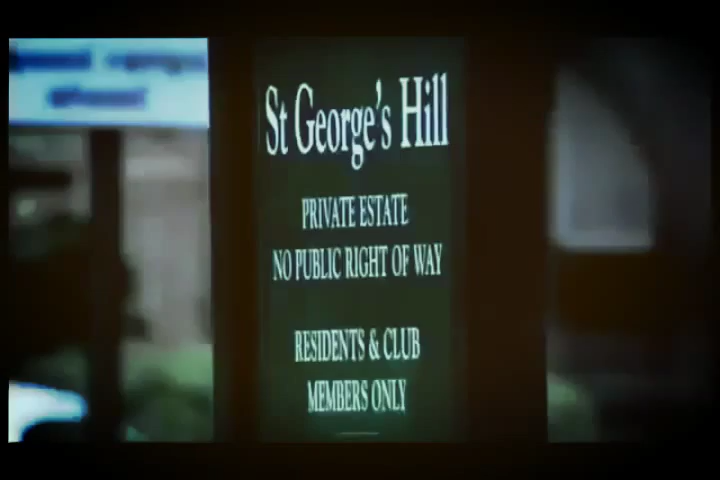 St George's Hill
PRIVATE ESTATE
NO PUBLIC RIGHT OF WAY
RESIDENTS & CLUB
MEMBERS ONLY